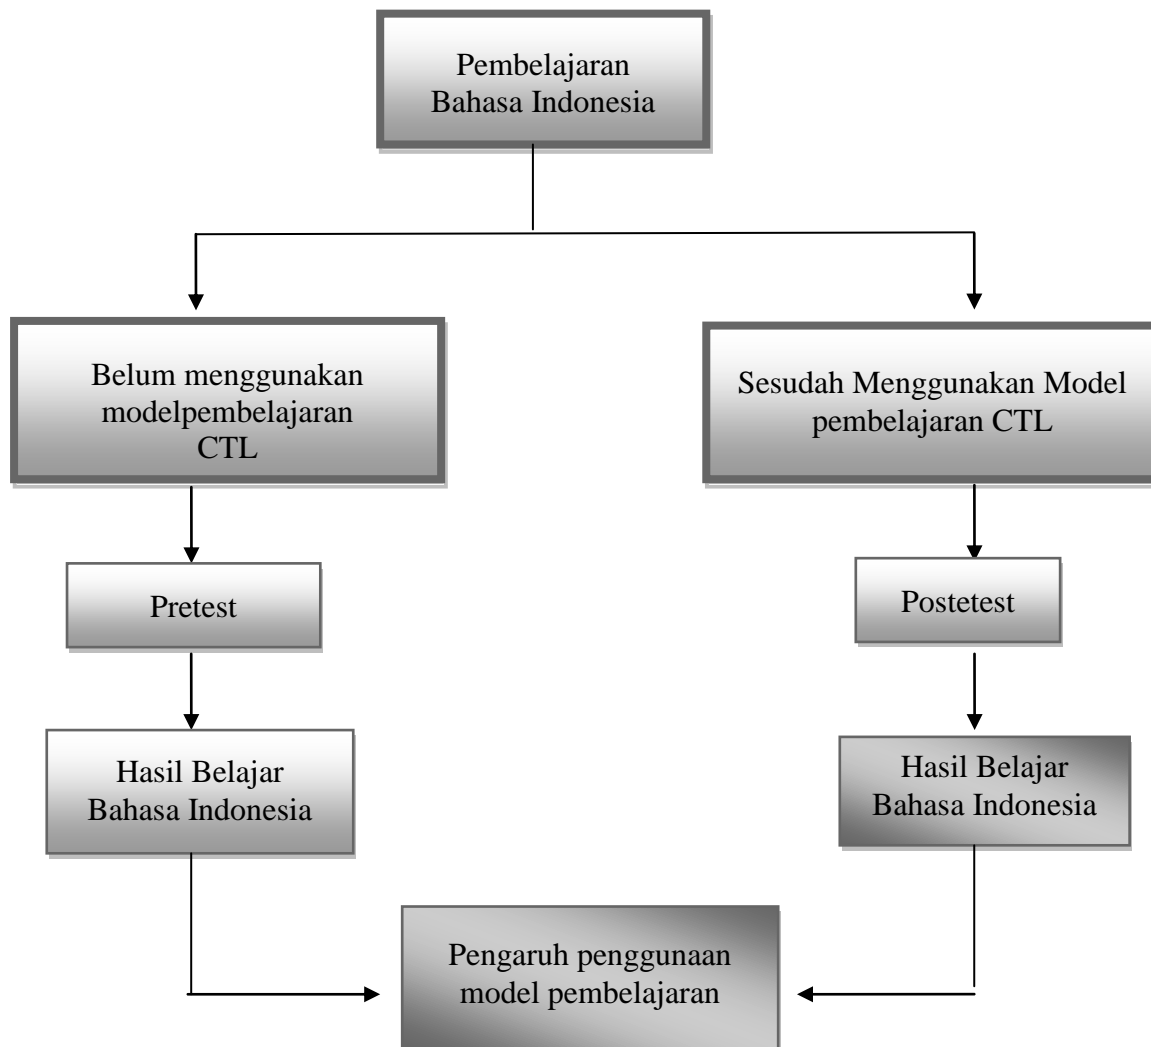 Pembelajaran
Bahasa Indonesia
Belum menggunakan
modelpembelajaran
CTL
Sesudah Menggunakan Model
pembelajaran CTL
Pretest
Postetest
Hasil Belajar
Bahasa Indonesia
Hasil Belajar
Bahasa Indonesia
Pengaruh penggunaan
model pembelajaran